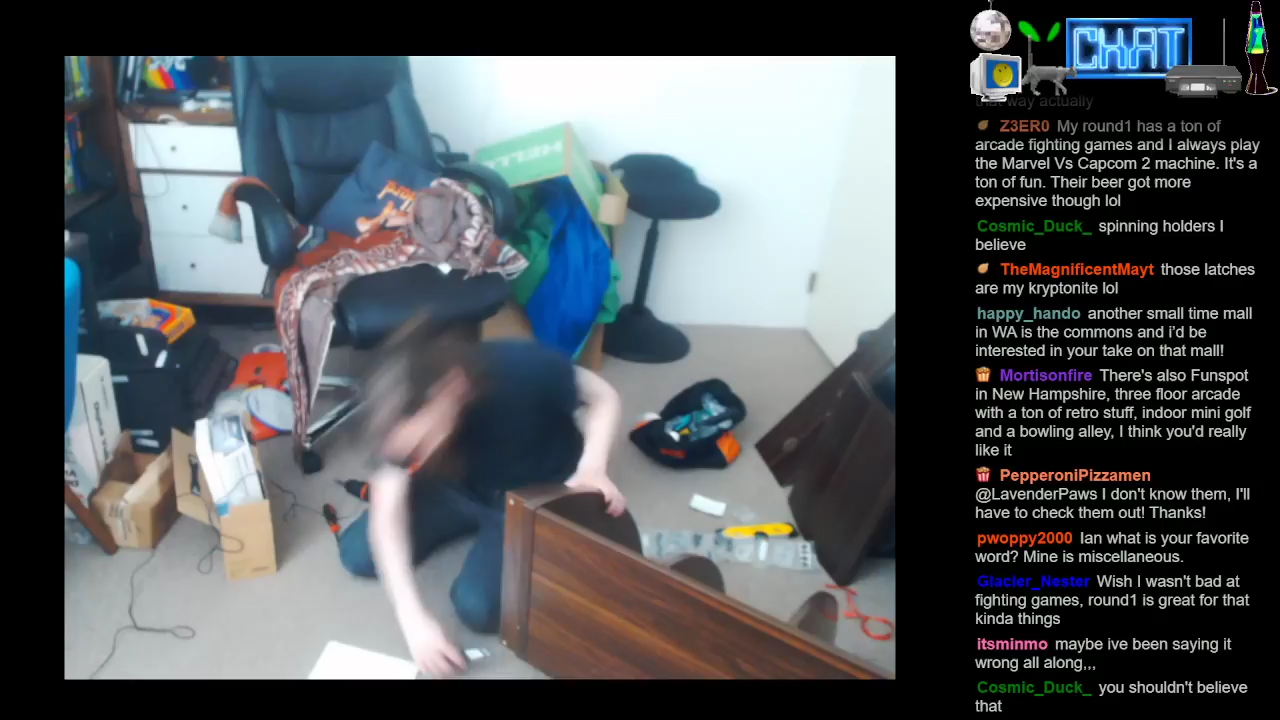 CHAT
that way actually
Z3ER0 My round1 has a ton of
arcade fighting games and I always play
the Marvel Vs Capcom 2 machine. It's a
ton of fun. Their beer got more
expensive though lol
Cosmic_Duck_ spinning holders I
believe
TheMagnificentMayt those latches
are my kryptonite lol
happy_hando another small time mall
in WA is the commons and i'd be
interested in your take on that mall!
Mortisonfire There's also Funspot
in New Hampshire, three floor arcade
with a ton of retro stuff, indoor mini golf
and a bowling alley, I think you'd really
like it
PepperoniPizzamen
@LavenderPaws I don't know them, I'll
have to check them out! Thanks!
pwoppy2000 Ian what is your favorite
word? Mine is miscellaneous.
Glacier_Nester Wish I wasn't bad at
fighting games, round1 is great for that
kinda things
itsminmo maybe ive been saying it
wrong all along,,,
Cosmic_Duck_ you shouldn't believe
that
HELLO